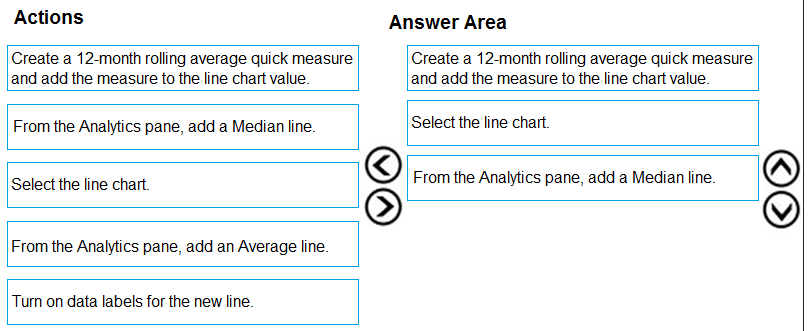 Actions
Create a 12-month rolling average quick measure
and add the measure to the line chart value.
From the Analytics pane, add a Median line.
Select the line chart.
From the Analytics pane, add an Average line.
Turn on data labels for the new line.
Answer Area
Create a 12-month rolling average quick measure
and add the measure to the line chart value.
Select the line chart.
From the Analytics pane, add a Median line.